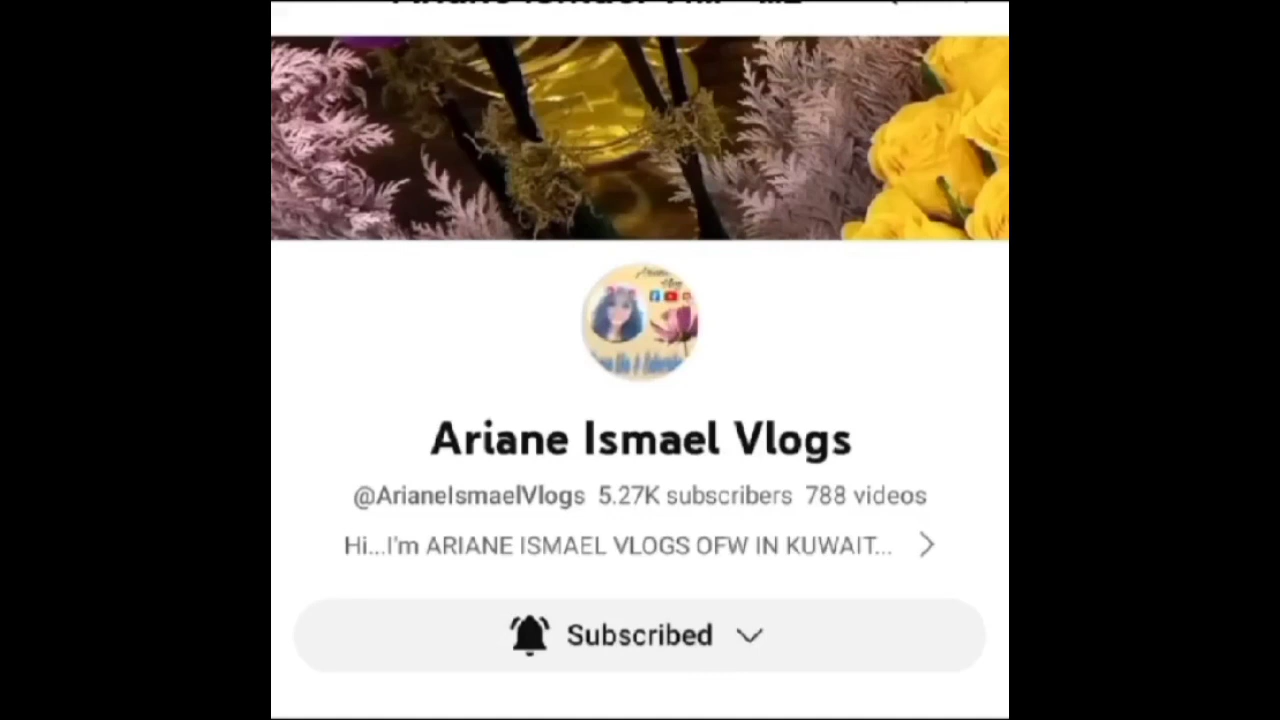 Ariane Ismael Vlogs
@ArianeIsmaelVlogs 5.27K subscribers 788 videos
Hi...I'm ARIANE ISMAEL VLOGS OFW IN KUWAIT...
Subscribed